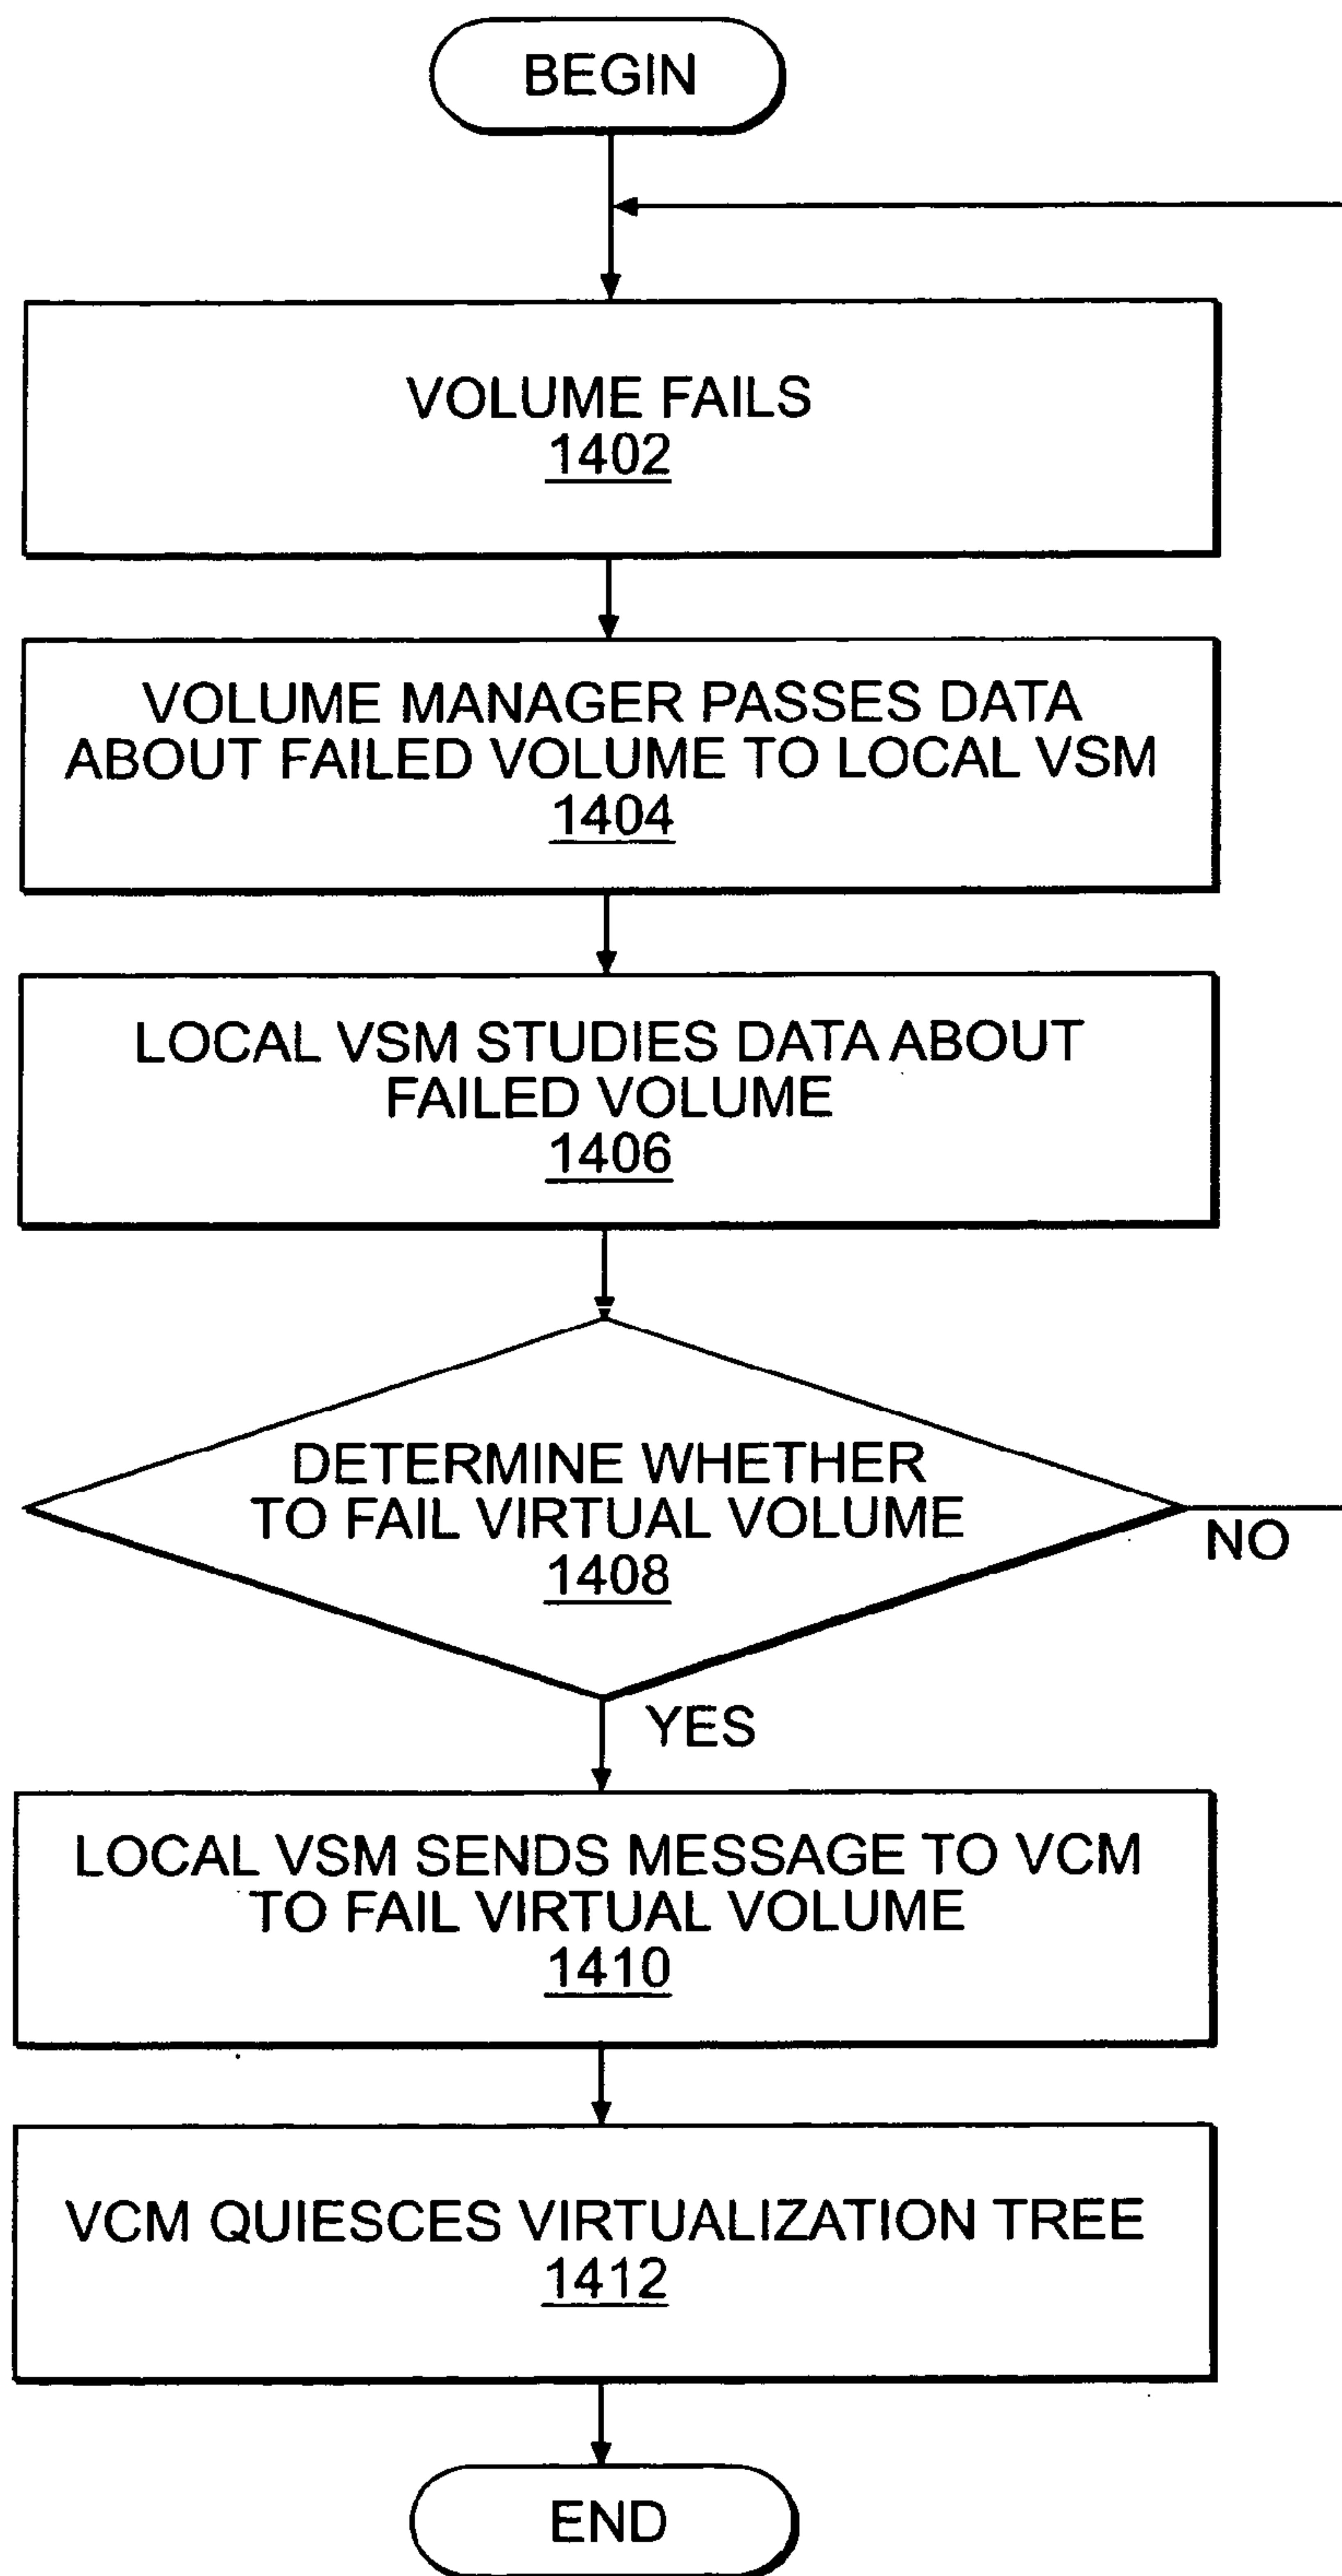 BEGIN
VOLUME FAILS
1402
VOLUME MANAGER PASSES DATA
ABOUT FAILED VOLUME TO LOCAL VSM
1404
LOCAL VSM STUDIES DATA ABOUT
FAILED VOLUME
1406
DETERMINE WHETHER
TO FAIL VIRTUAL VOLUME
1408
NO
YES
LOCAL VSM SENDS MESSAGE TO VCM
TO FAIL VIRTUAL VOLUME
1410
VCM QUIESCES VIRTUALIZATION TREE
1412
END